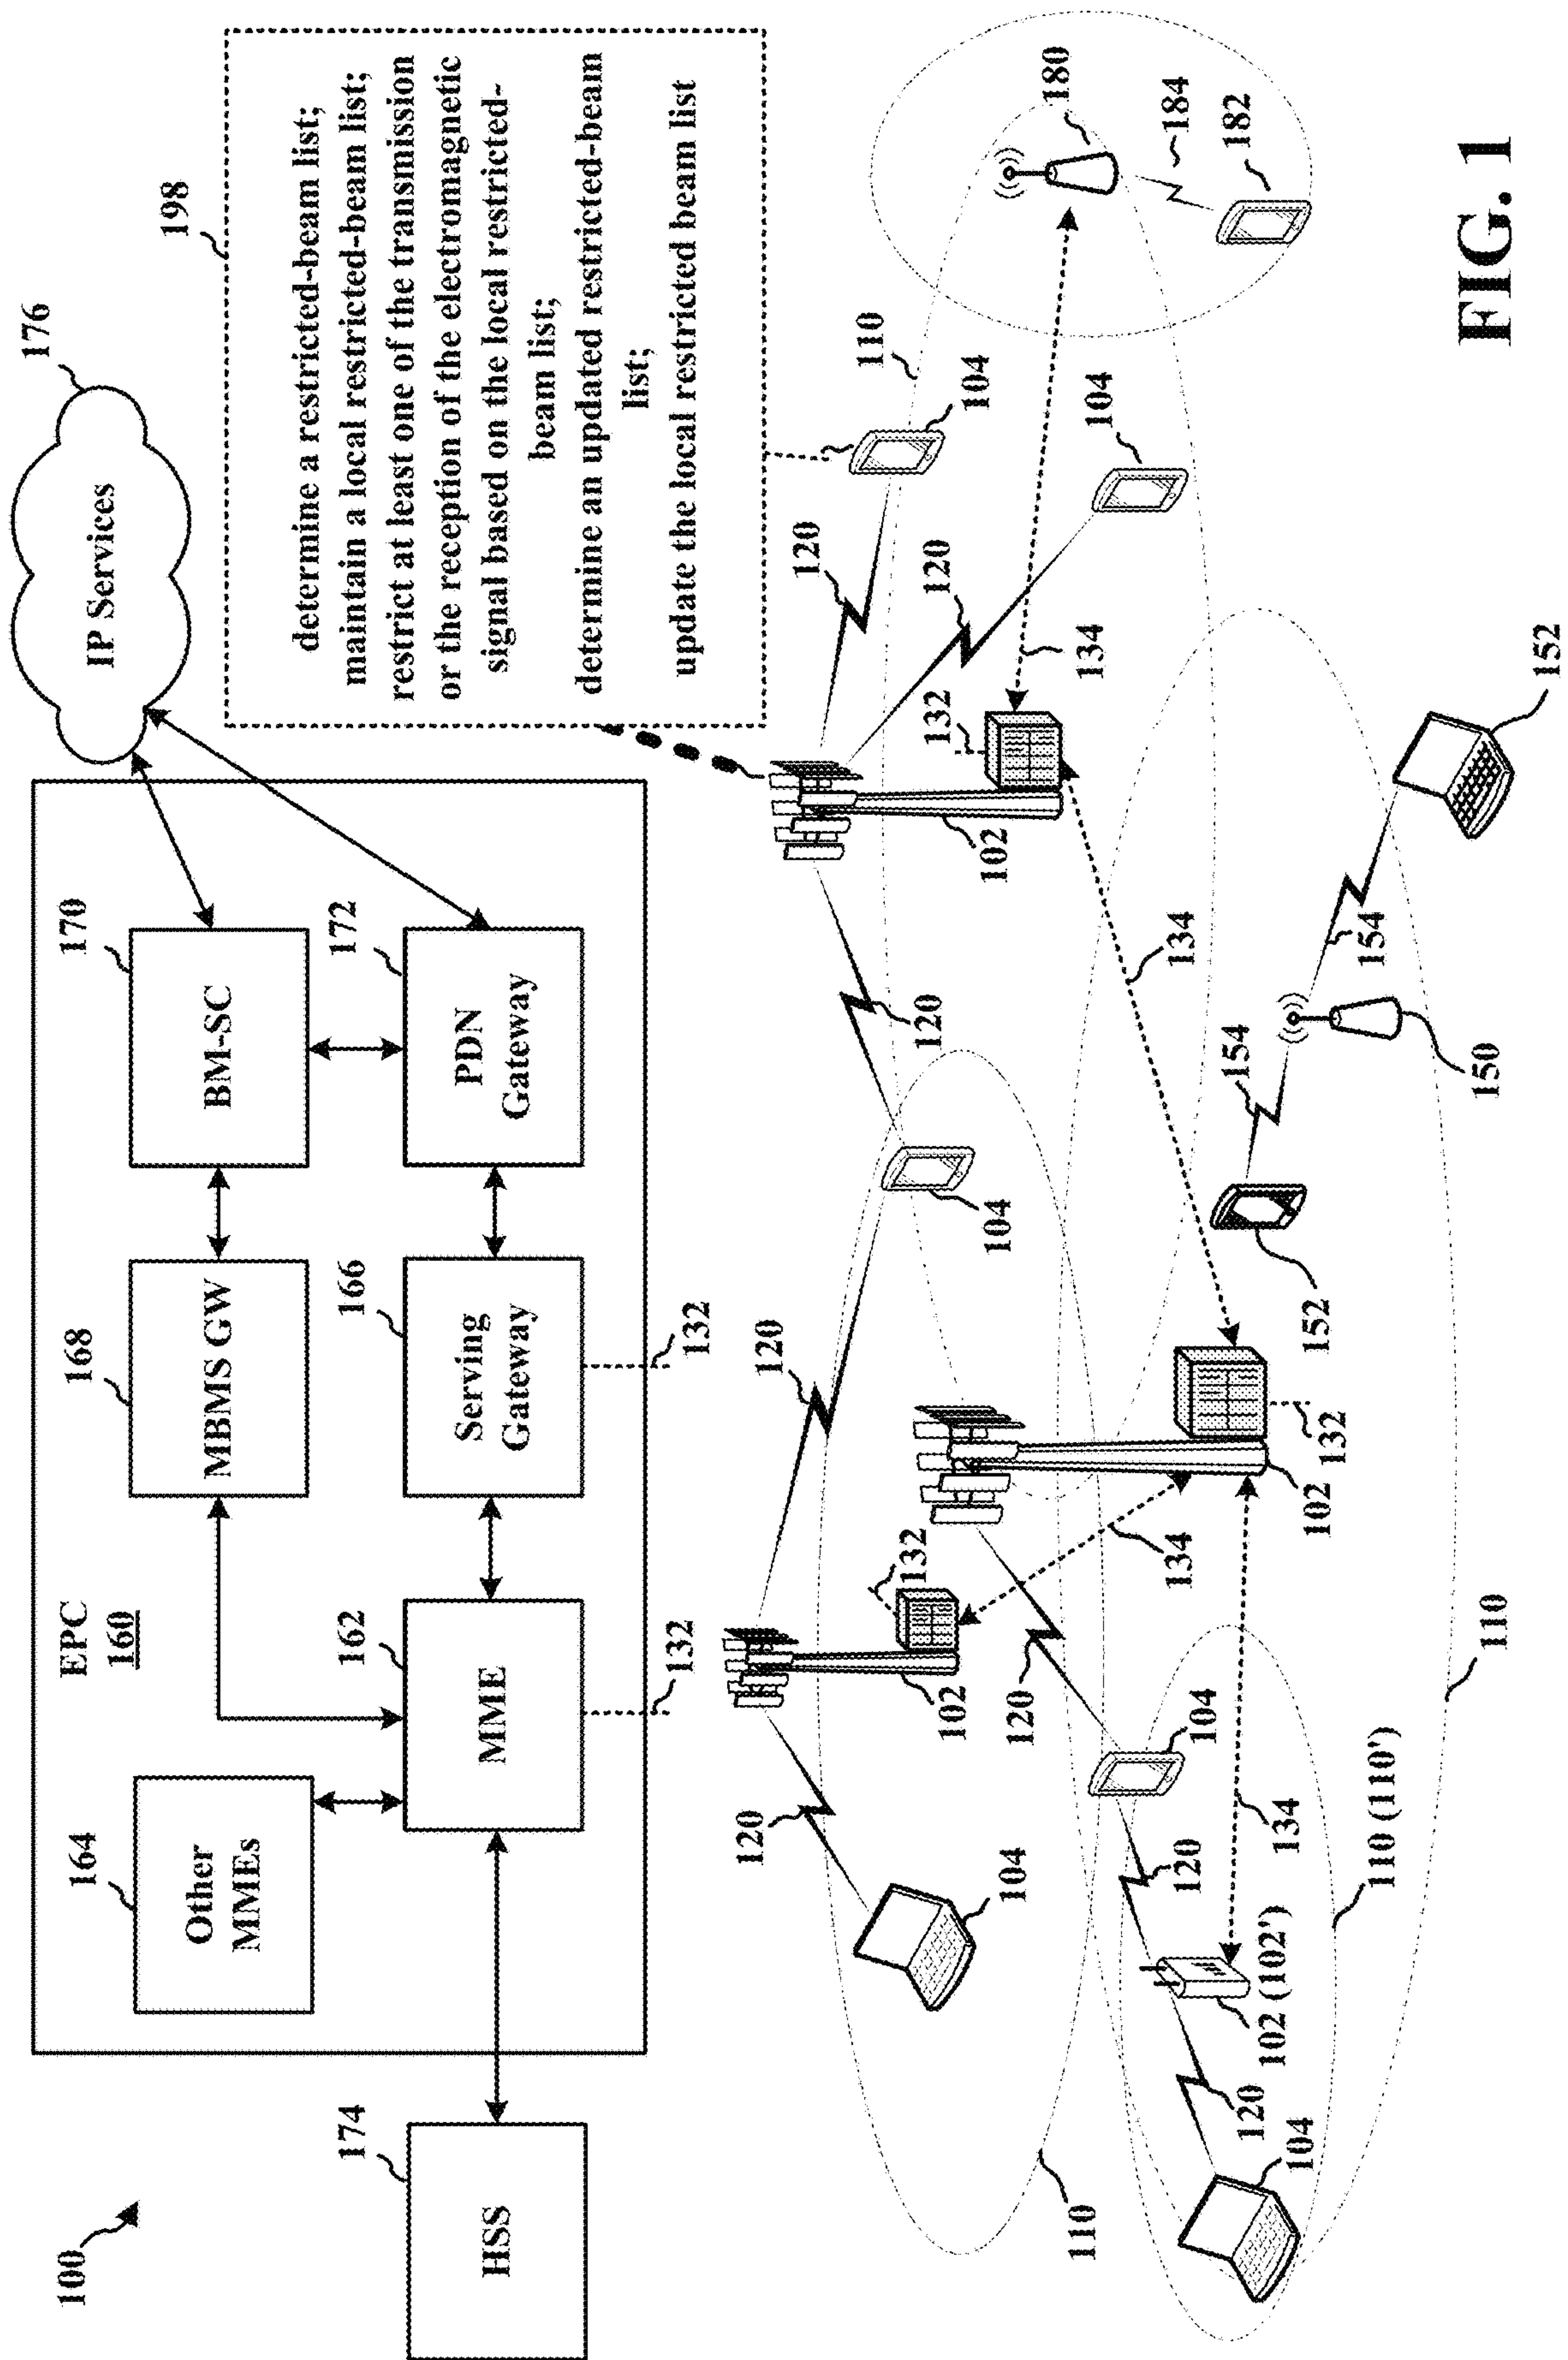 100
EPC
160
176
IP Services
164
Other
MMEs
168
MBMS GW
170
BM-SC
174
HSS
162
MME
166
Serving
Gateway
172
PDN
Gateway
132
132
198
determine a restricted-beam list;
maintain a local restricted-beam list;
restrict at least one of the transmission
or the reception of the electromagnetic
signal based on the local restricted-
beam list;
determine an updated restricted-beam
list;
update the local restricted beam list
120
104
132
102
120
104
120
120
132
102
110
104
120
104
134
180
184
182
110
104
120
102 (102')
120
104
120
134
134
132
102
134
152
154
150
154
152
110 (110')
110
FIG. 1